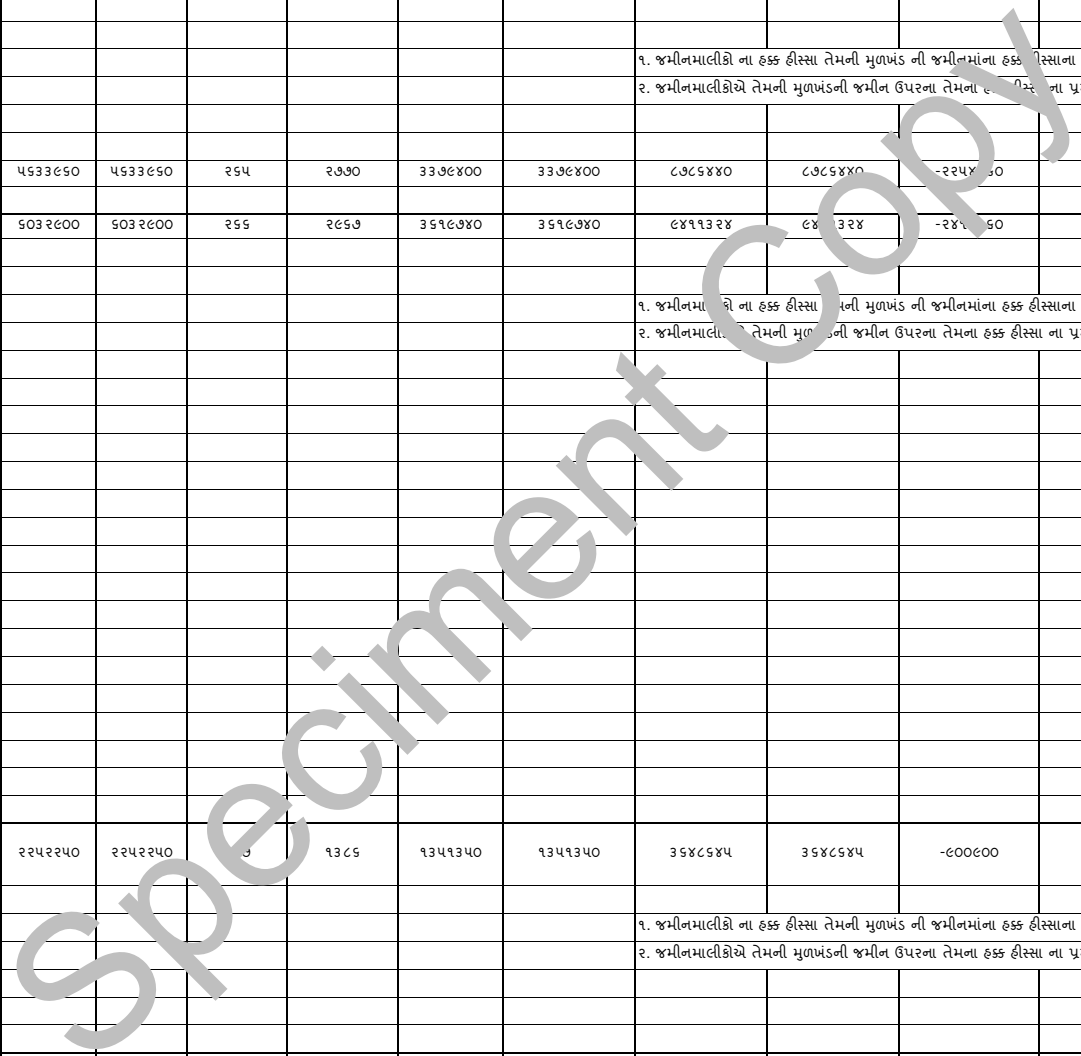 ૧. જમીનમાલીકો ના હક્ક હીસ્સા તેમની મુળખંડ ની જમીનમાંના હક્ક હીસ્સાના
૨. જમીનમાલીકોએ તેમની મુળખંડની જમીન ઉપરના તેમના ના
૫૬૩૩૯૬૦ ૫૬૩૩૯૬૦ ૨૬૫ ૨૭૭૦ ૩૩૭૯૪૦૦ ૩૩૭૯૪૦૦ ૮૭૮૬૪૪૦ ૮૭૮૬૪૪૦
૬૦૩૨૯૦૦ ૬૦૩૨૯૦૦ ૨૬૬ ૨૯૬૭ ૩૬૧૯૭૪૦ ૩૬૧૯૭૪૦ ૯૪૧૧૩૨૪
૧. જમીનમાલીકો ના હક્ક હીસ્સા તેમની મુળખંડ ની જમીનમાંના હક્ક હીસ્સાના
૨. જમીનમાલીકોએ તેમની મુળખંડની જમીન ઉપરના તેમના હક્ક હીસ્સા ના
૨૨૫૨૨૫૦ ૨૨૫૨૨૫૦ ૧૩૮૬ ૧૩૫૧૩૫૦ ૧૩૫૧૩૫૦ ૩૬૪૮૬૪૫ ૩૬૪૮૬૪૫ -૯૦૦૯૦૦
૧. જમીનમાલીકો ના હક્ક હીસ્સા તેમની મુળખંડ ની જમીનમાંના હક્ક હીસ્સાના
૨. જમીનમાલીકોએ તેમની મુળખંડની જમીન ઉપરના તેમના હક્ક હીસ્સા ના
Speciment Copy